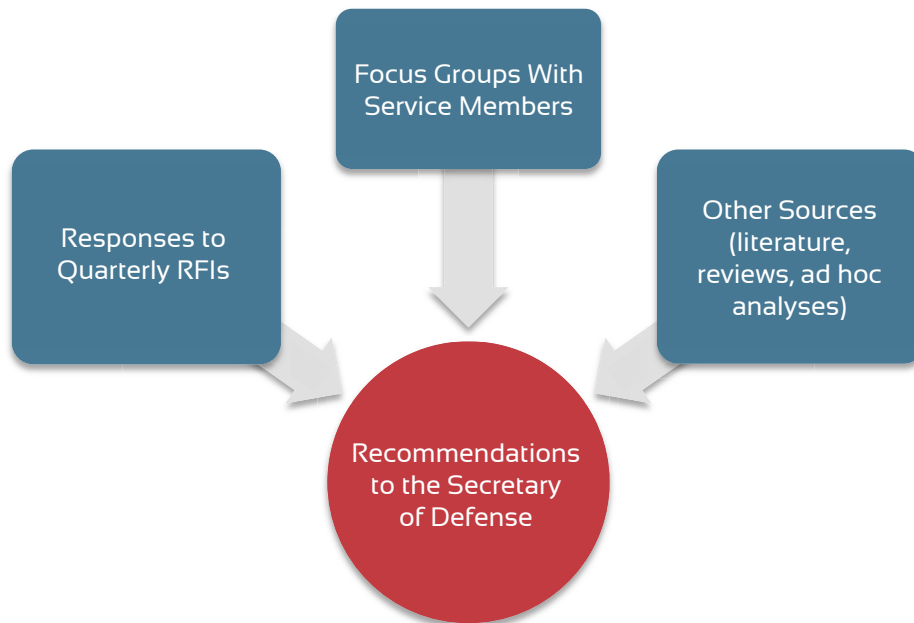 Focus Groups With
Service Members
Responses to
Quarterly RFIs
Other Sources
(literature,
reviews, ad hoc
analyses)
Recommendations
to the Secretary
of Defense